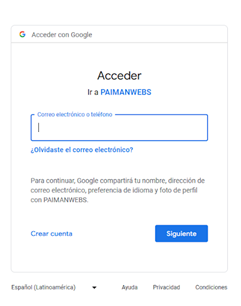 Acceder con Google
Acceder
Ir a PAIMANWEBS
Correo electrónico o teléfono
¿Olvidaste el correo electrónico?
Para continuar, Google compartirá tu nombre, dirección de
correo electrónico, preferencia de idioma y foto de perfil
con PAIMANWEBS.
Crear cuenta
Siguiente
Español (Latinoamérica)
Ayuda
Privacidad
Condiciones